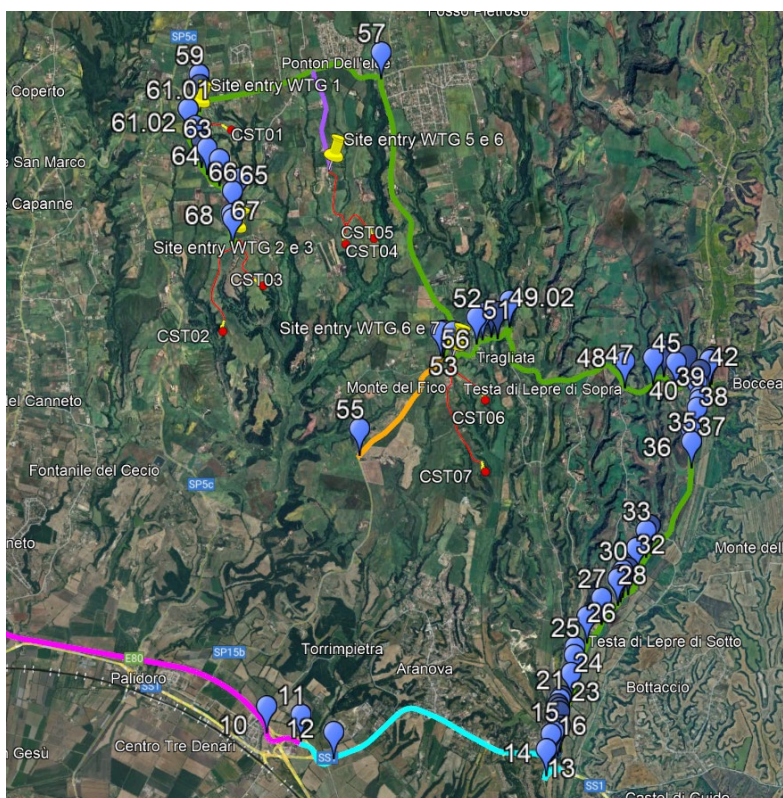 Fosso Pietroso
SP5c
57
59
Ponton Dell'elce
Coperto
Site entry WTG 1
61.01
61.02
63
CST01
Site entry WTG 5 e 6
64
e San Marco
66
65
e Capanne
68
67
CST05
CST04
Site entry WTG 2 e 3
CST03
52
51
49.02
CST02
Site entry WTG 6 e 7
56
53
Tragliata
48
47
45
42
Monte del Fico
Testa di Lepre di Sopra
40
39
Boccea
38
del Canneto
55
CST06
35
37
36
Fontanile del Cecio
CST07
SP5c
33
neto
30
32
Monte dell
27
28
26
25
Torrimpietra
Testa di Lepre di Sotto
SP15b
E80
Aranova
24
Palidoro
SS1
21
23
Bottaccio
11
10
12
15
16
Centro Tre Denari
n Gesù
SS1
14
13
SS1
Castel di Guido